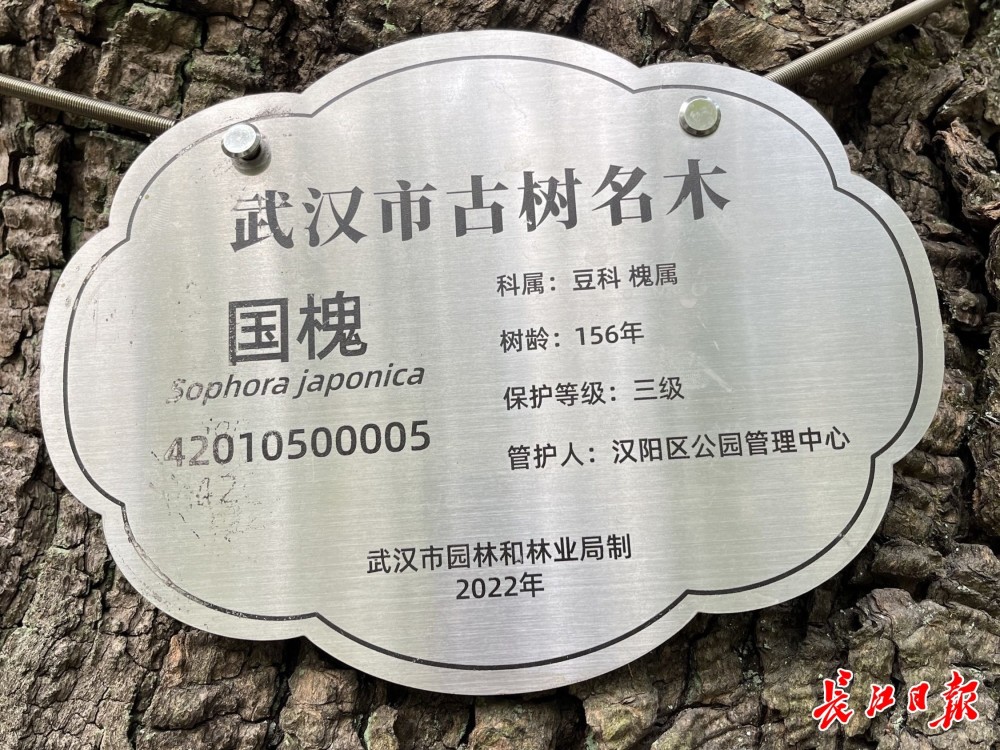 武汉市古树名木
国槐
Sophora japonica
42010500005
科属：豆科 槐属
树龄：156年
保护等级：三级
管护人：汉阳区公园管理中心
武汉市园林和林业局制
2022年
长江日报